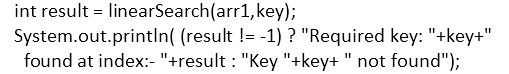 int result = linearSearch(arr1,key);
System.out.println( (result != -1) ? "Required key: "+key+"
found at index:- "+result : "Key "+key+ " not found");